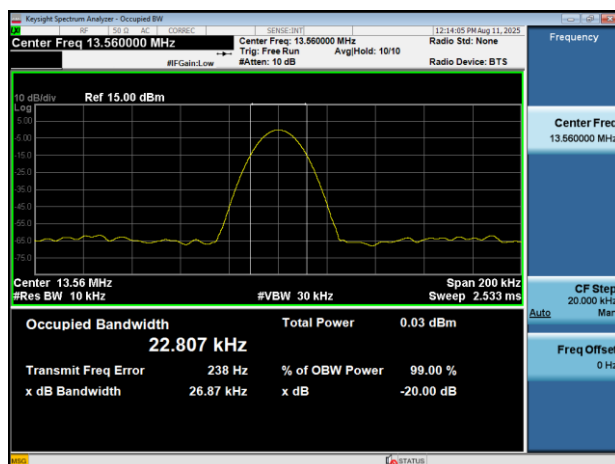 Keysight Spectrum Analyzer - Occupied BW
RF 50 Ω AC CORREC SENSE:INT 12:14:05 PM Aug 11, 2025
Center Freq 13.560000 MHz
Center Freq: 13.560000 MHz
Radio Std: None
Trig: Free Run Avg|Hold: 10/10
#IFGain:Low
#Atten: 10 dB
Radio Device: BTS
Frequency
10 dB/div Ref 15.00 dBm
Log
5.00
-5.00
-15.0
-25.0
-35.0
-45.0
-55.0
-65.0
-75.0
Center 13.56 MHz Span 200 kHz
#Res BW 10 kHz #VBW 30 kHz Sweep 2.533 ms
Occupied Bandwidth Total Power 0.03 dBm
22.807 kHz
Transmit Freq Error 238 Hz % of OBW Power 99.00 %
x dB Bandwidth 26.87 kHz x dB -20.00 dB
Center Freq
13.560000 MHz
CF Step
20.000 kHz
Auto Man
Freq Offset
0 Hz
MSG STATUS